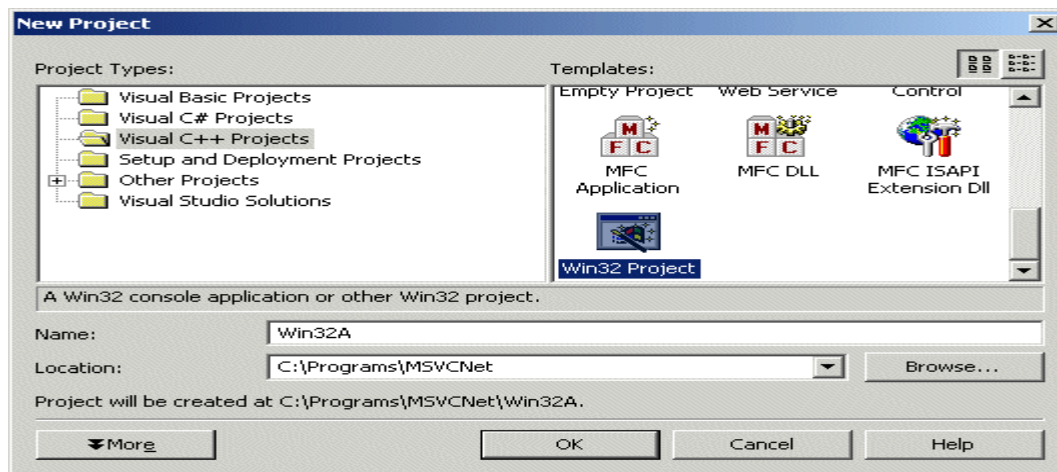 New Project
Project Types:
Templates:
Visual Basic Projects
Visual C# Projects
Visual C++ Projects
Setup and Deployment Projects
Other Projects
Visual Studio Solutions
Empty Project Web Service Control
MFC
Application
MFC DLL
MFC ISAPI
Extension Dll
Win32 Project
A Win32 console application or other Win32 project.
Name: Win32A
Location: C:\Programs\MSVCNet Browse...
Project will be created at C:\Programs\MSVCNet\Win32A.
More OK Cancel Help